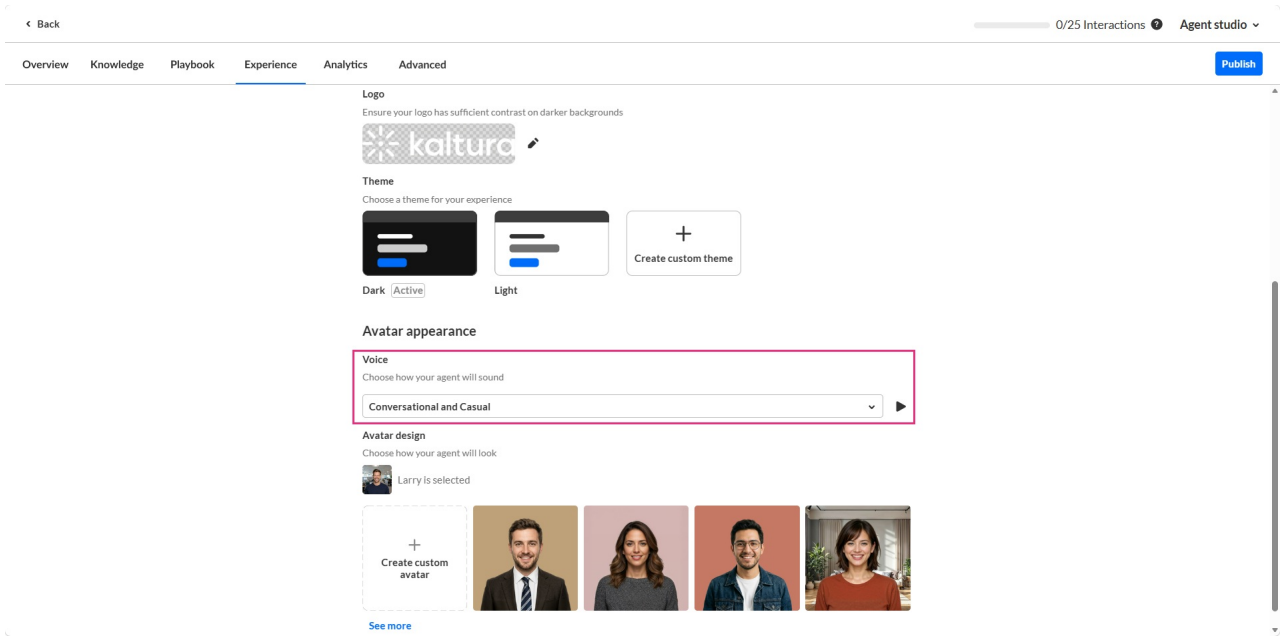 Back
0/25 Interactions ?
Agent studio
Overview Knowledge Playbook Experience Analytics Advanced
Publish
Logo
Ensure your logo has sufficient contrast on darker backgrounds
kaltura
Theme
Choose a theme for your experience
Create custom theme
Dark Active Light
Avatar appearance
Voice
Choose how your agent will sound
Conversational and Casual
Avatar design
Choose how your agent will look
Larry is selected
Create custom
avatar
See more